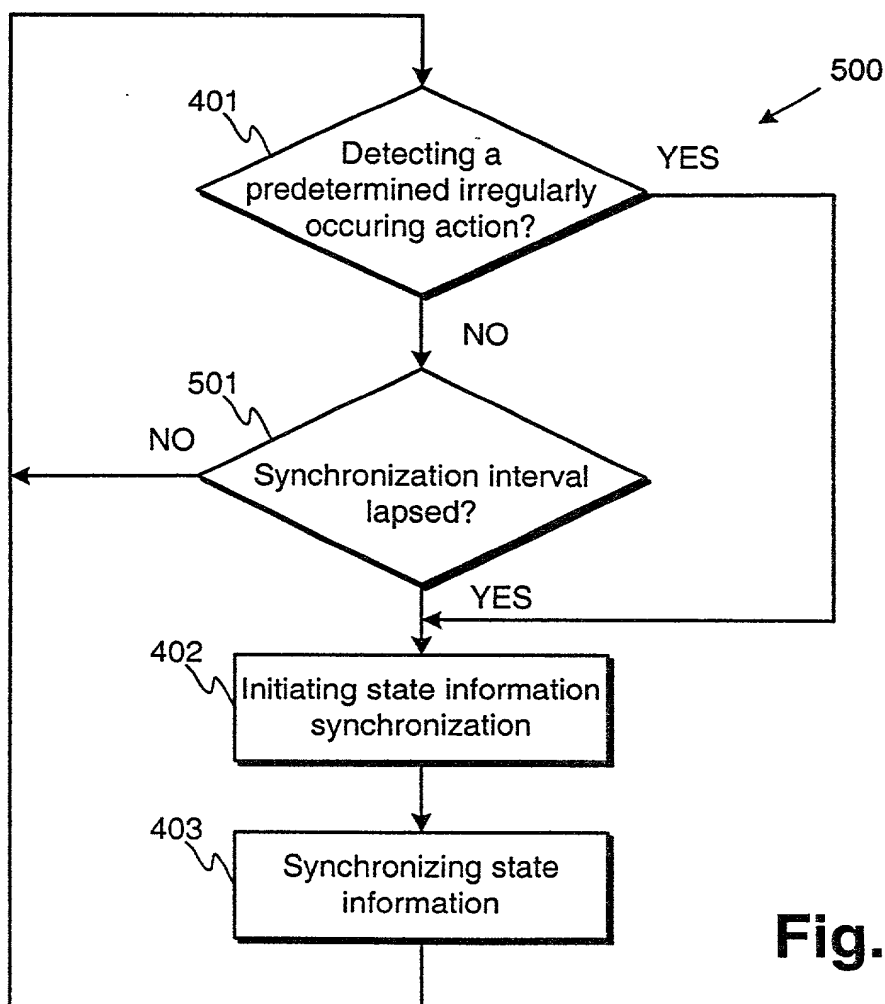 500
401
Detecting a
predetermined irregularly
occuring action?
YES
NO
501
NO
Synchronization interval
lapsed?
YES
402
Initiating state information
synchronization
403
Synchronizing state
information
Fig.